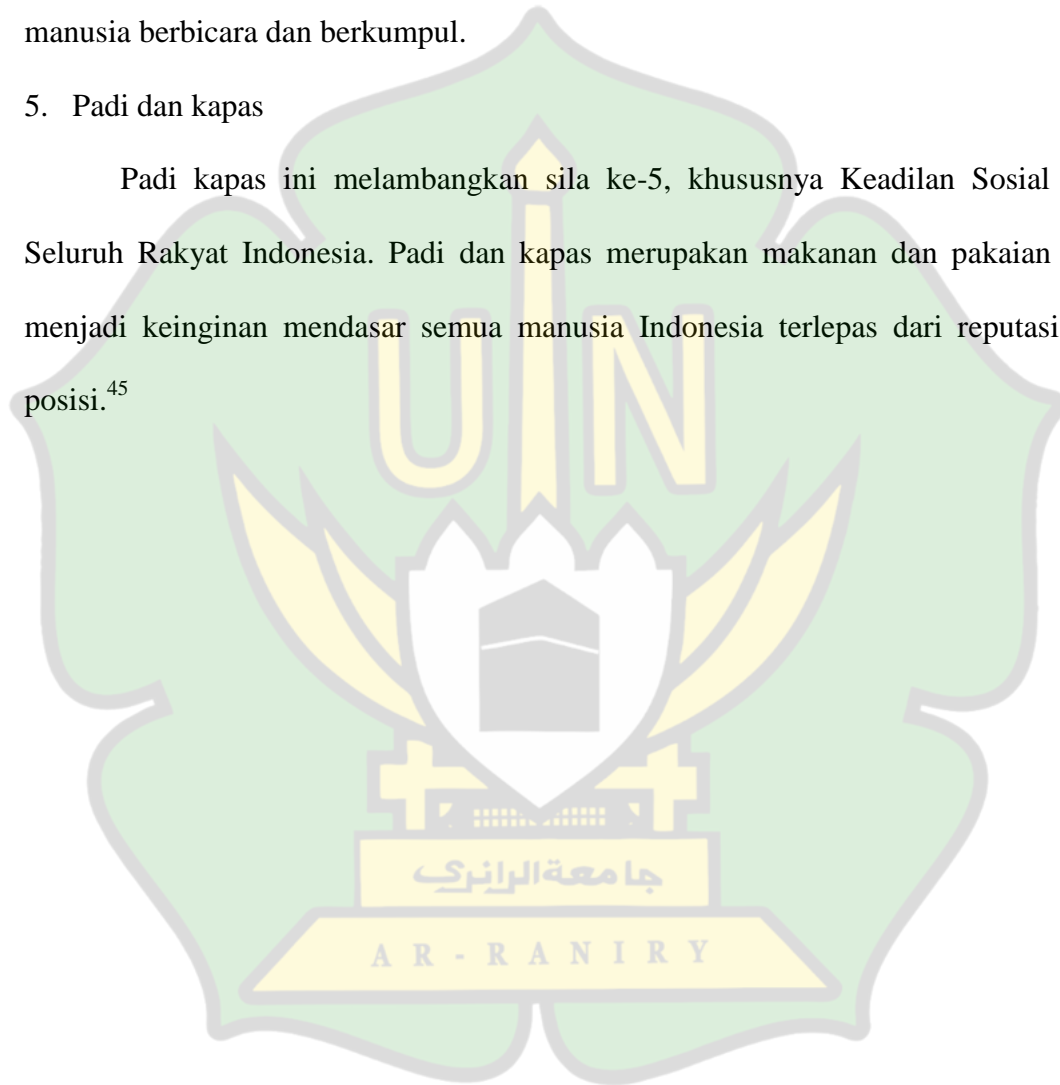 manusia berbicara dan berkumpul.
5. Padi dan kapas
Padi kapas ini melambangkan sila ke-5, khususnya Keadilan Sosial
Seluruh Rakyat Indonesia. Padi dan kapas merupakan makanan dan pakaian
menjadi keinginan mendasar semua manusia Indonesia terlepas dari reputasi
posisi.45
UIN
جامعة الرانري
AR-RANIRY